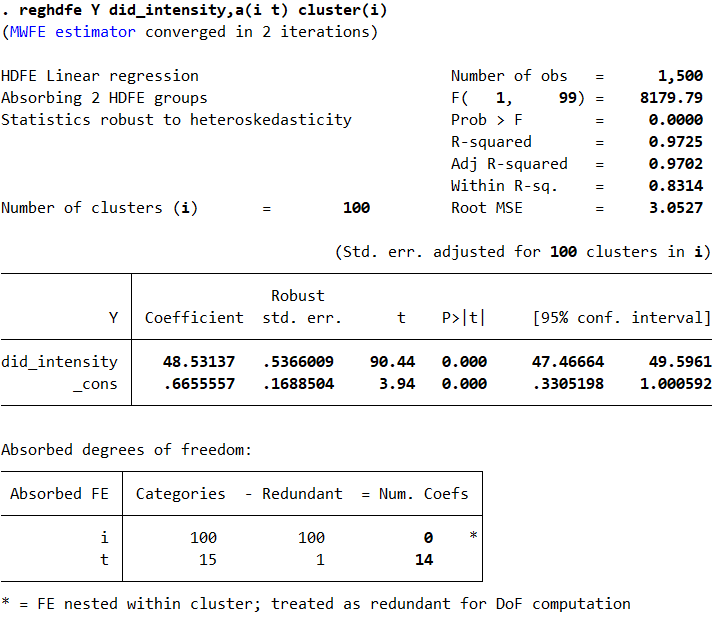 . reghdfe Y did_intensity,a(i t) cluster(i)
(MWFE estimator converged in 2 iterations)
HDFE Linear regression Number of obs = 1,500
Absorbing 2 HDFE groups F( 1, 99) = 8179.79
Statistics robust to heteroskedasticity Prob > F = 0.0000
R-squared = 0.9725
Adj R-squared = 0.9702
Within R-sq. = 0.8314
Number of clusters (i) = 100 Root MSE = 3.0527
(Std. err. adjusted for 100 clusters in i)
Robust
Y Coefficient std. err. t P>|t| [95% conf. interval]
did_intensity 48.53137 .5366009 90.44 0.000 47.46664 49.5961
_cons .6655557 .1688504 3.94 0.000 .3305198 1.000592
Absorbed degrees of freedom:
Absorbed FE Categories - Redundant = Num. Coefs
i 100 100 0 *
t 15 1 14
* = FE nested within cluster; treated as redundant for DoF computation